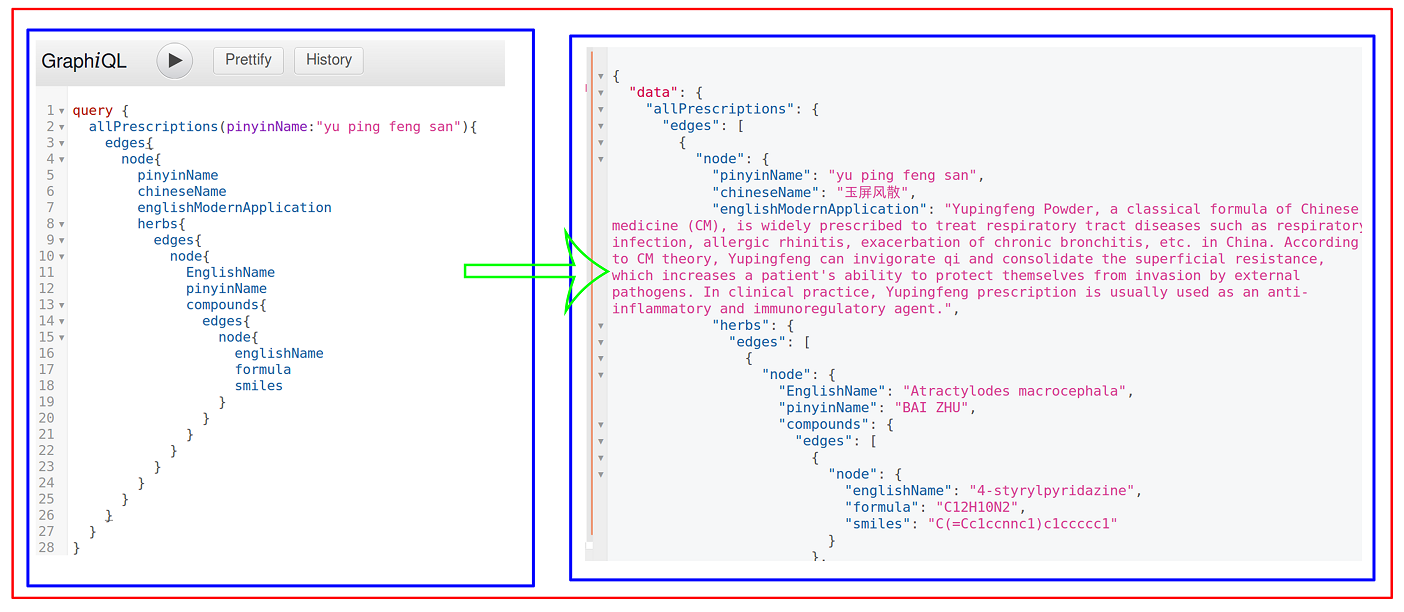 GraphiQL Prettify History
1 query {
2 allPrescriptions(pinyinName:"yu ping feng san"){
3 edges{
4 node{
5 pinyinName
6 chineseName
7 englishModernApplication
8 herbs{
9 edges{
10 node{
11 EnglishName
12 pinyinName
13 compounds{
14 edges{
15 node{
16 englishName
17 formula
18 smiles
19 }
20 }
21 }
22 }
23 }
24 }
25 }
26 }
27 }
28 }
{
"data": {
"allPrescriptions": {
"edges": [
{
"node": {
"pinyinName": "yu ping feng san",
"chineseName": "玉屏风散",
"englishModernApplication": "Yupingfeng Powder, a classical formula of Chinese
medicine (CM), is widely prescribed to treat respiratory tract diseases such as respiratory
infection, allergic rhinitis, exacerbation of chronic bronchitis, etc. in China. According
to CM theory, Yupingfeng can invigorate qi and consolidate the superficial resistance,
which increases a patient's ability to protect themselves from invasion by external
pathogens. In clinical practice, Yupingfeng prescription is usually used as an anti-
inflammatory and immunoregulatory agent.",
"herbs": {
"edges": [
{
"node": {
"EnglishName": "Atractylodes macrocephala",
"pinyinName": "BAI ZHU",
"compounds": {
"edges": [
{
"node": {
"englishName": "4-styrylpyridazine",
"formula": "C12H10N2",
"smiles": "C(=Cc1ccnnc1)c1ccccc1"
}
},